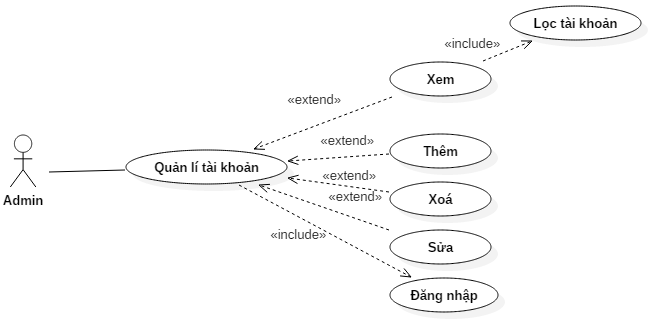 Lọc tài khoản
«include»
Xem
«extend»
«extend»
Thêm
Quản lí tài khoản
«extend»
Xoá
«extend»
Admin
«include»
Sửa
Đăng nhập